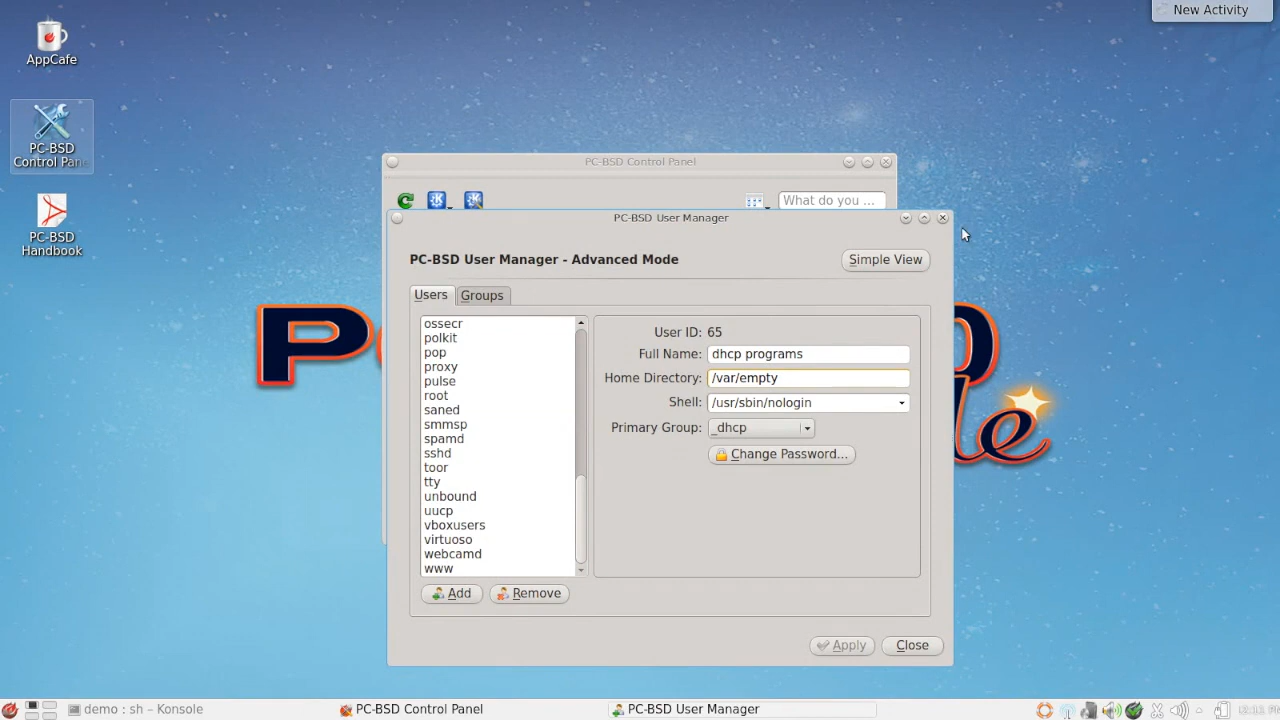 New Activity
AppCafe
PC-BSD
Control Pane
PC-BSD
Handbook
PC-BSD Control Panel
What do you ...
PC-BSD User Manager
PC-BSD User Manager - Advanced Mode
Simple View
Users
Groups
ossecr
polkit
pop
proxy
pulse
root
saned
smmsp
spamd
sshd
toor
tty
unbound
uucp
vboxusers
virtuoso
webcamd
www
User ID: 65
Full Name: dhcp programs
Home Directory: /var/empty
Shell: /usr/sbin/nologin
Primary Group: _dhcp
Change Password...
Add
Remove
Apply
Close
demo : sh – Konsole
PC-BSD Control Panel
PC-BSD User Manager